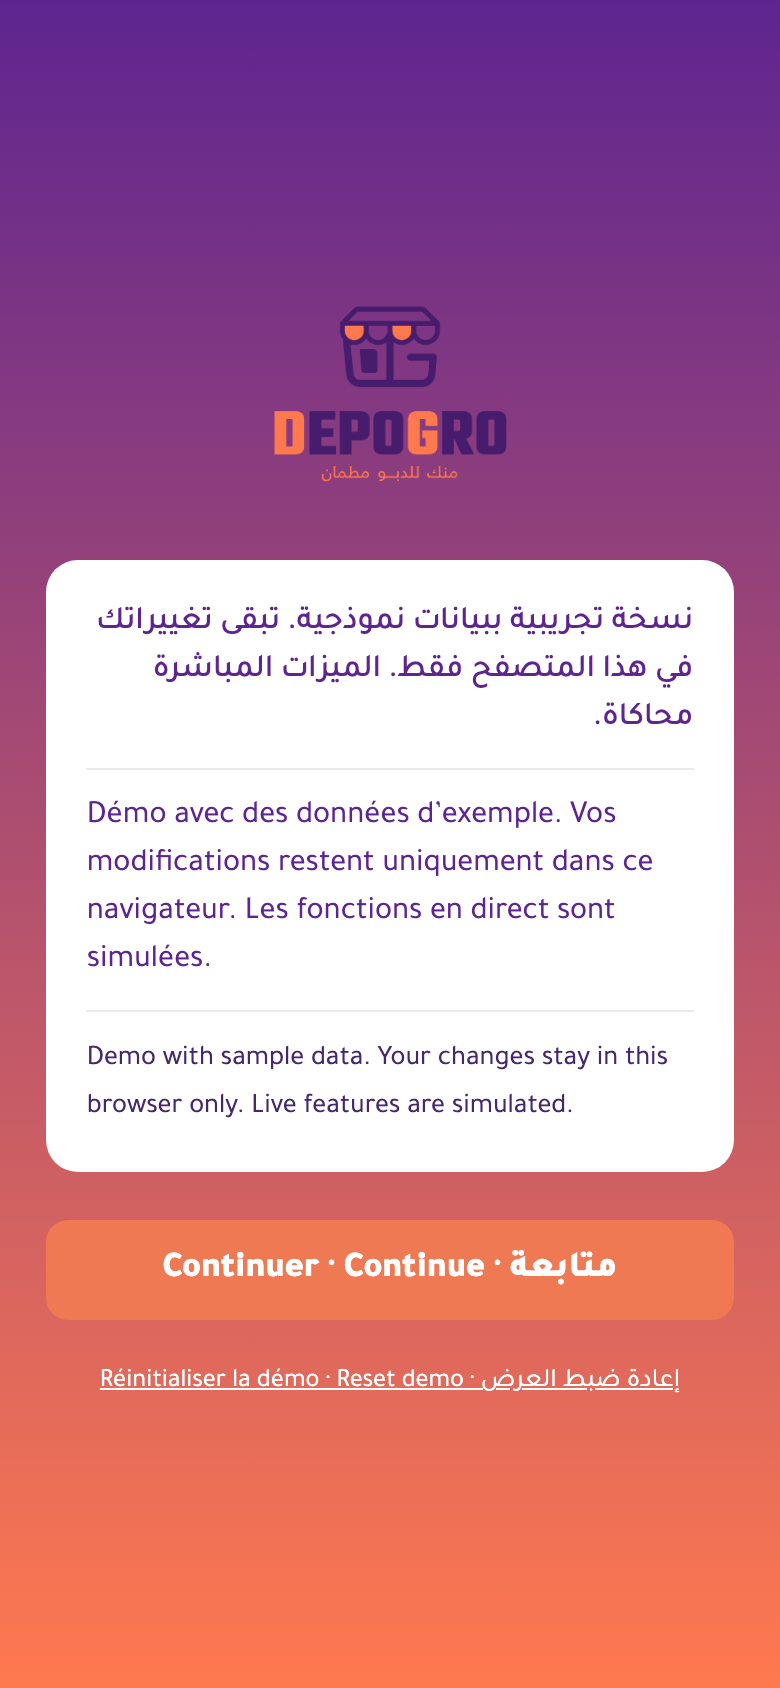 DEPOGRO
منك للدبــو مطمان
نسخة تجريبية ببيانات نموذجية. تبقى تغييراتك
في هذا المتصفح فقط. الميزات المباشرة
محاكاة.
Démo avec des données d’exemple. Vos
modifications restent uniquement dans ce
navigateur. Les fonctions en direct sont
simulées.
Demo with sample data. Your changes stay in this
browser only. Live features are simulated.
Continuer · Continue · متابعة
Réinitialiser la démo · Reset demo · إعادة ضبط العرض